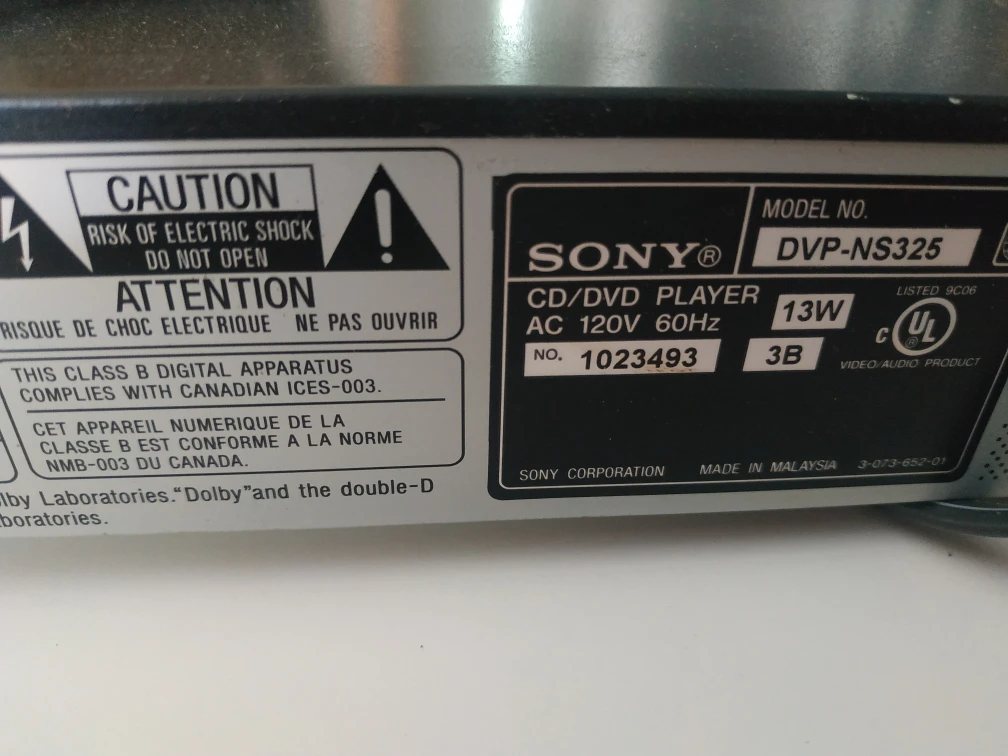 CAUTION
RISK OF ELECTRIC SHOCK
DO NOT OPEN
ATTENTION
RISQUE DE CHOC ELECTRIQUE NE PAS OUVRIR
THIS CLASS B DIGITAL APPARATUS
COMPLIES WITH CANADIAN ICES-003.
CET APPAREIL NUMERIQUE DE LA
CLASSE B EST CONFORME A LA NORME
NMB-003 DU CANADA.
Laboratories."Dolby"and the double-D
SONY®
MODEL NO.
DVP-NS325
CD/DVD PLAYER
AC 120V 60Hz
13W
NO. 1023493
3B
LISTED 9C06
C UL ®
VIDEO/AUDIO PRODUCT
SONY CORPORATION MADE IN MALAYSIA 3-073-652-01